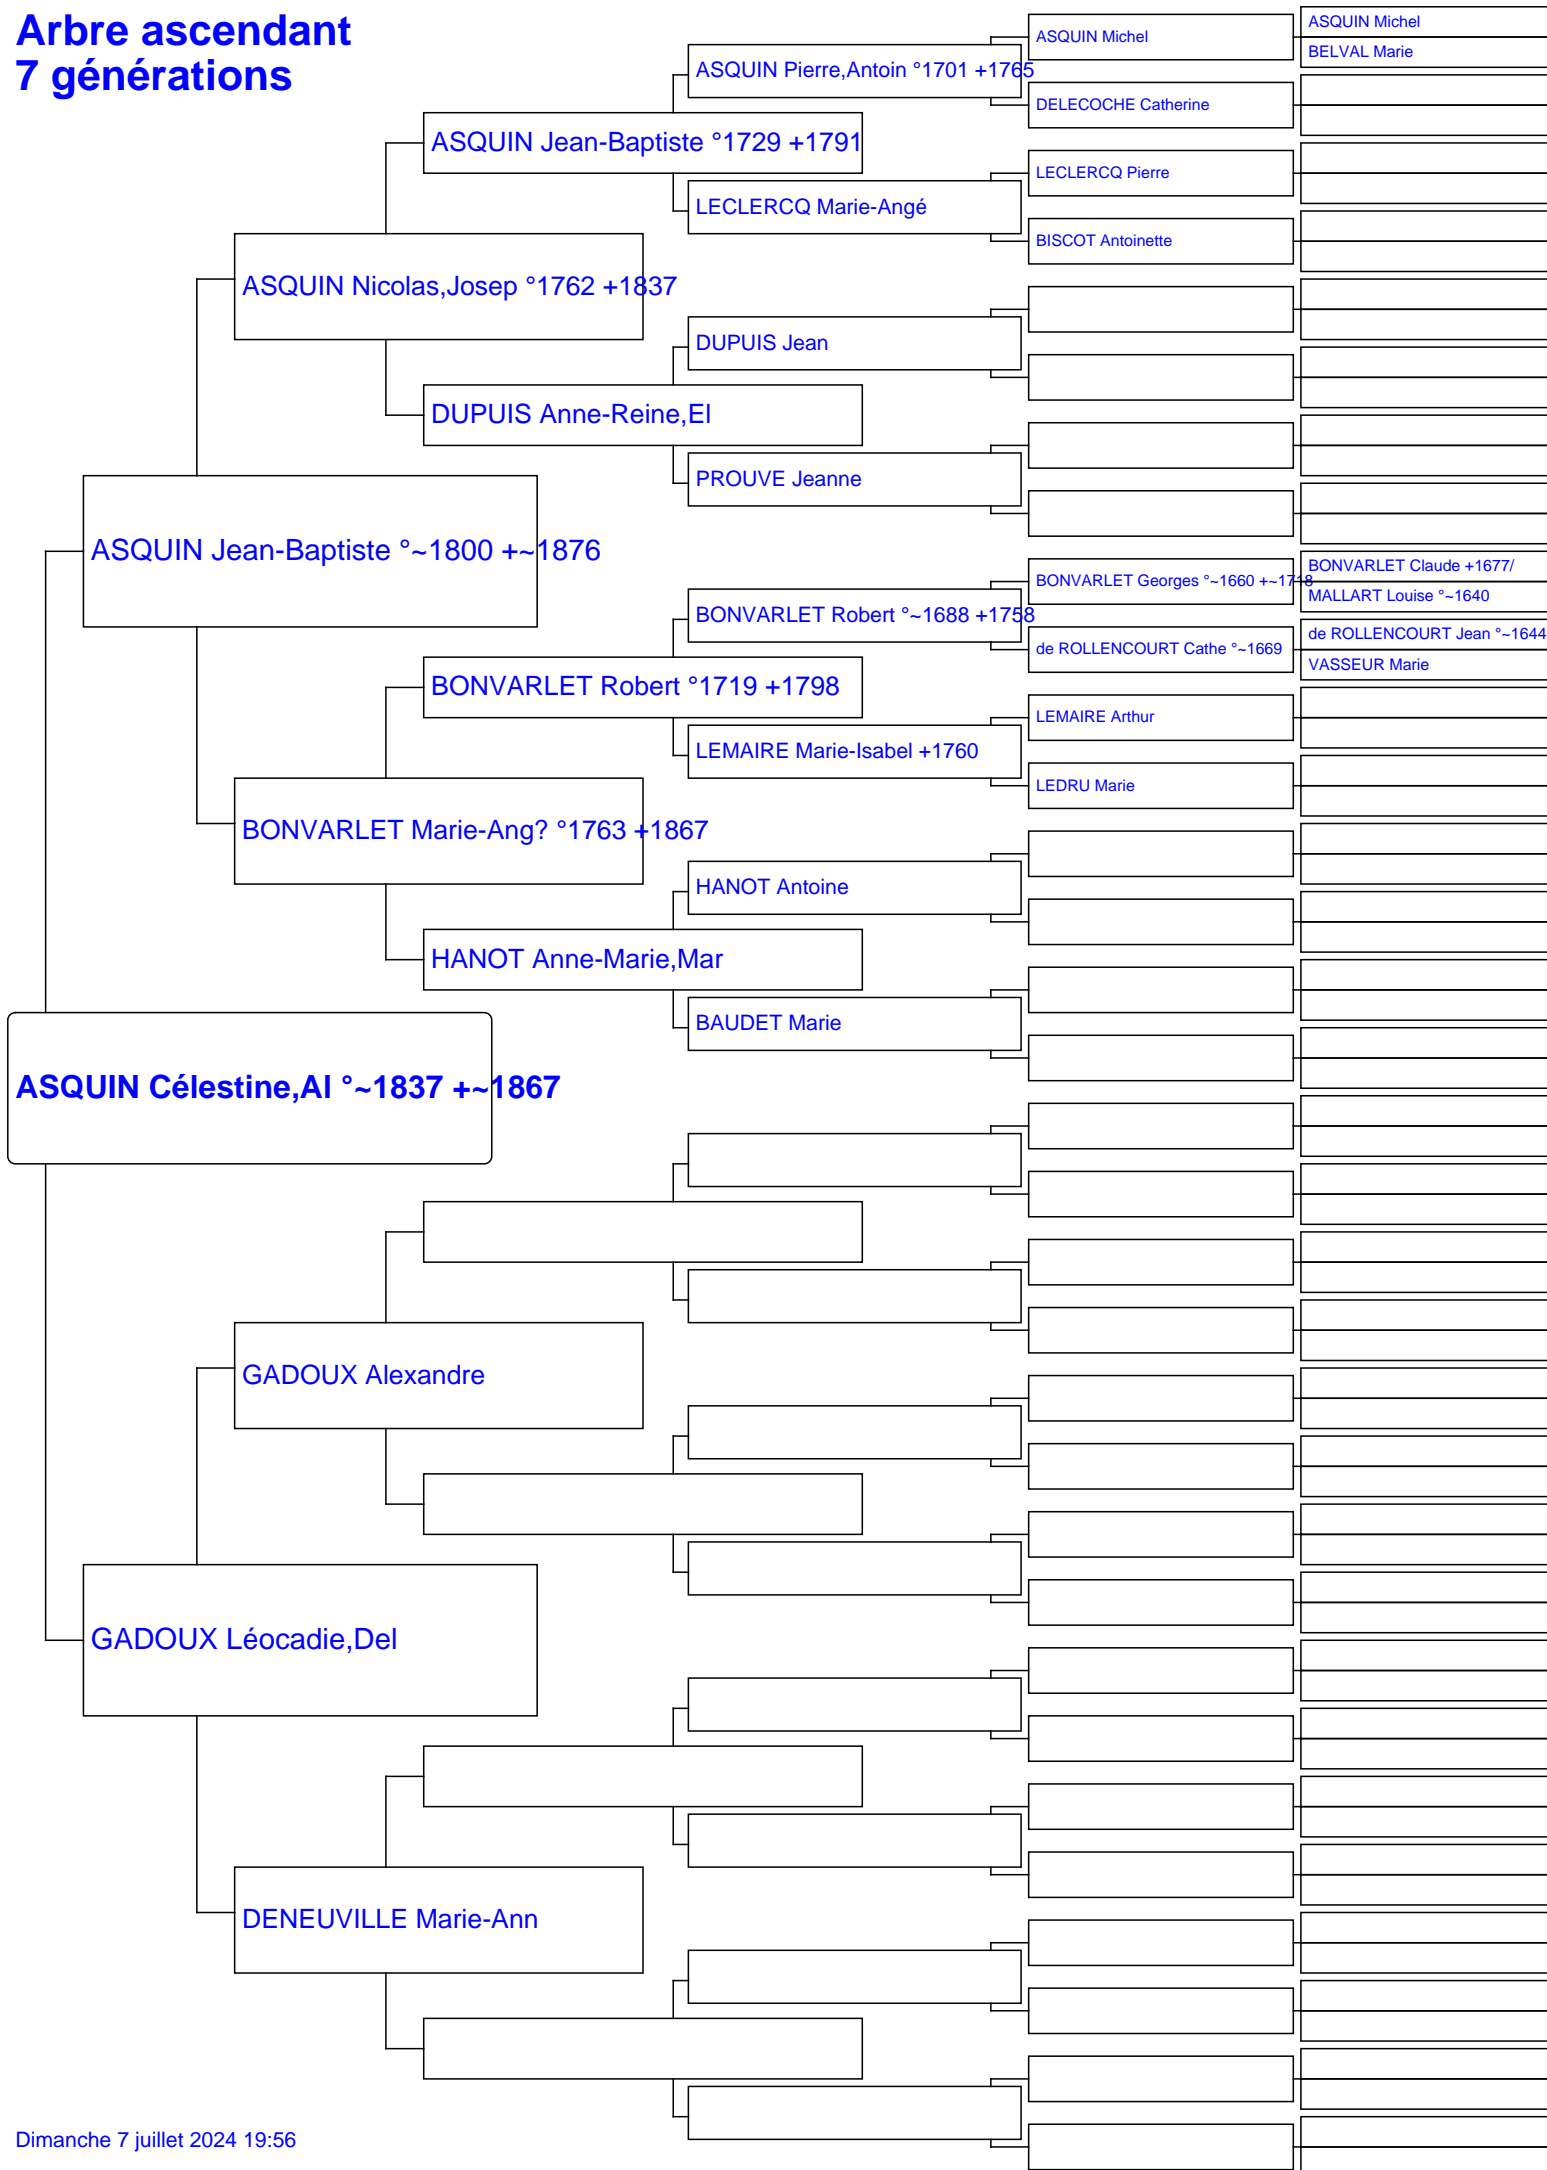 Arbre ascendant
7 générations
ASQUIN Michel
BELVAL Marie
ASQUIN Michel
ASQUIN Pierre,Antoin °1701 +1765
DELECOCHE Catherine
ASQUIN Jean-Baptiste °1729 +1791
LECLERCQ Pierre
LECLERCQ Marie-Angé
BISCOT Antoinette
ASQUIN Nicolas,Josep °1762 +1837
DUPUIS Jean
DUPUIS Anne-Reine,El
PROUVE Jeanne
ASQUIN Jean-Baptiste °~1800 +~1876
BONVARLET Claude +1677/
BONVARLET Georges °~1660 +~1718
MALLART Louise °~1640
BONVARLET Robert °~1688 +1758
de ROLLENCOURT Jean °~1644
de ROLLENCOURT Cathe °~1669
VASSEUR Marie
BONVARLET Robert °1719 +1798
LEMAIRE Arthur
LEMAIRE Marie-Isabel +1760
LEDRU Marie
BONVARLET Marie-Ang? °1763 +1867
HANOT Antoine
HANOT Anne-Marie,Mar
BAUDET Marie
ASQUIN Célestine,Al °~1837 +~1867
GADOUX Alexandre
GADOUX Léocadie,Del
DENEUVILLE Marie-Ann
Dimanche 7 juillet 2024 19:56